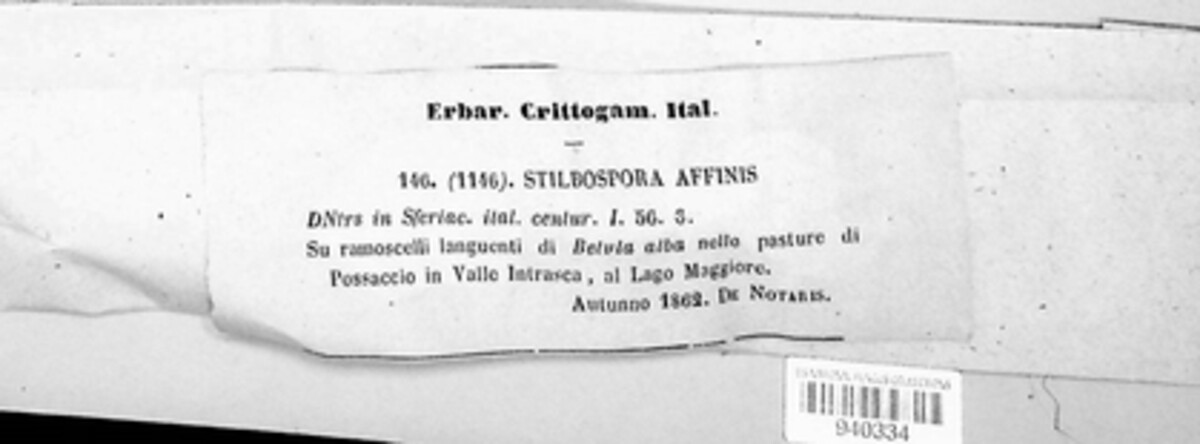 Erbar. Crittogam. Ital.
146. (1146). STILBOSPORA AFFINIS
DNtrs in Sferiac. ital. centur. I. 56. 3.
Su ramoscelli languenti di Betula alba nelle pasture di
Possaccio in Valle Intrasca, al Lago Maggiore.
Autunno 1862. DE NOTARIS.
940334